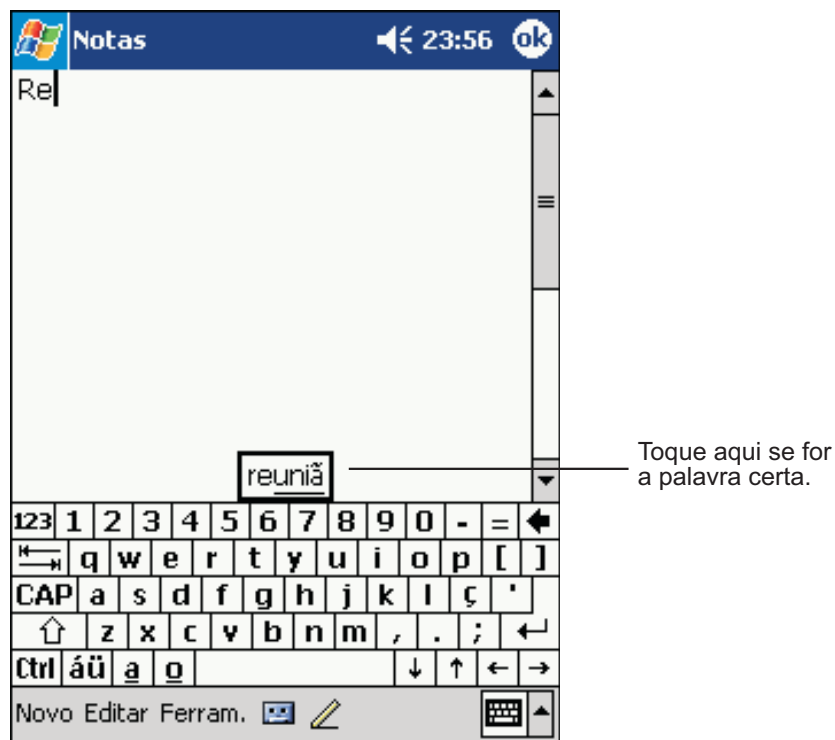 Notas 23:56 ok
Re
reuniã
Toque aqui se for
a palavra certa.
123 1 2 3 4 5 6 7 8 9 0 - =
q w e r t y u i o p [ ]
CAP a s d f g h j k l ç '
z x c v b n m , . ;
Ctrl áü a o
Novo Editar Ferram.